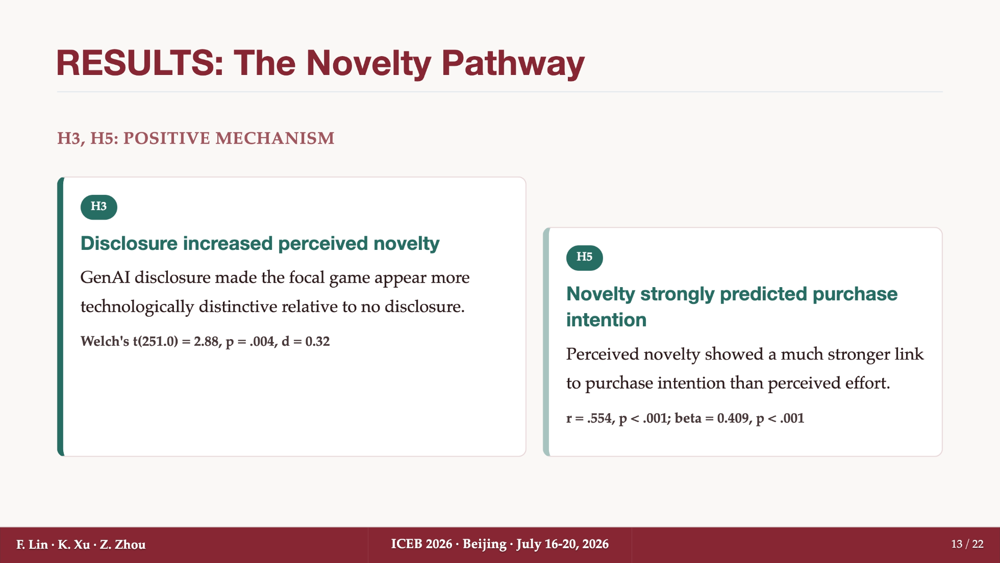 RESULTS: The Novelty Pathway
H3, H5: POSITIVE MECHANISM
H3
Disclosure increased perceived novelty
GenAI disclosure made the focal game appear more
technologically distinctive relative to no disclosure.
Welch's t(251.0) = 2.88, p = .004, d = 0.32
H5
Novelty strongly predicted purchase
intention
Perceived novelty showed a much stronger link
to purchase intention than perceived effort.
r = .554, p < .001; beta = 0.409, p < .001
F. Lin · K. Xu · Z. Zhou
ICEB 2026 · Beijing · July 16-20, 2026
13 / 22